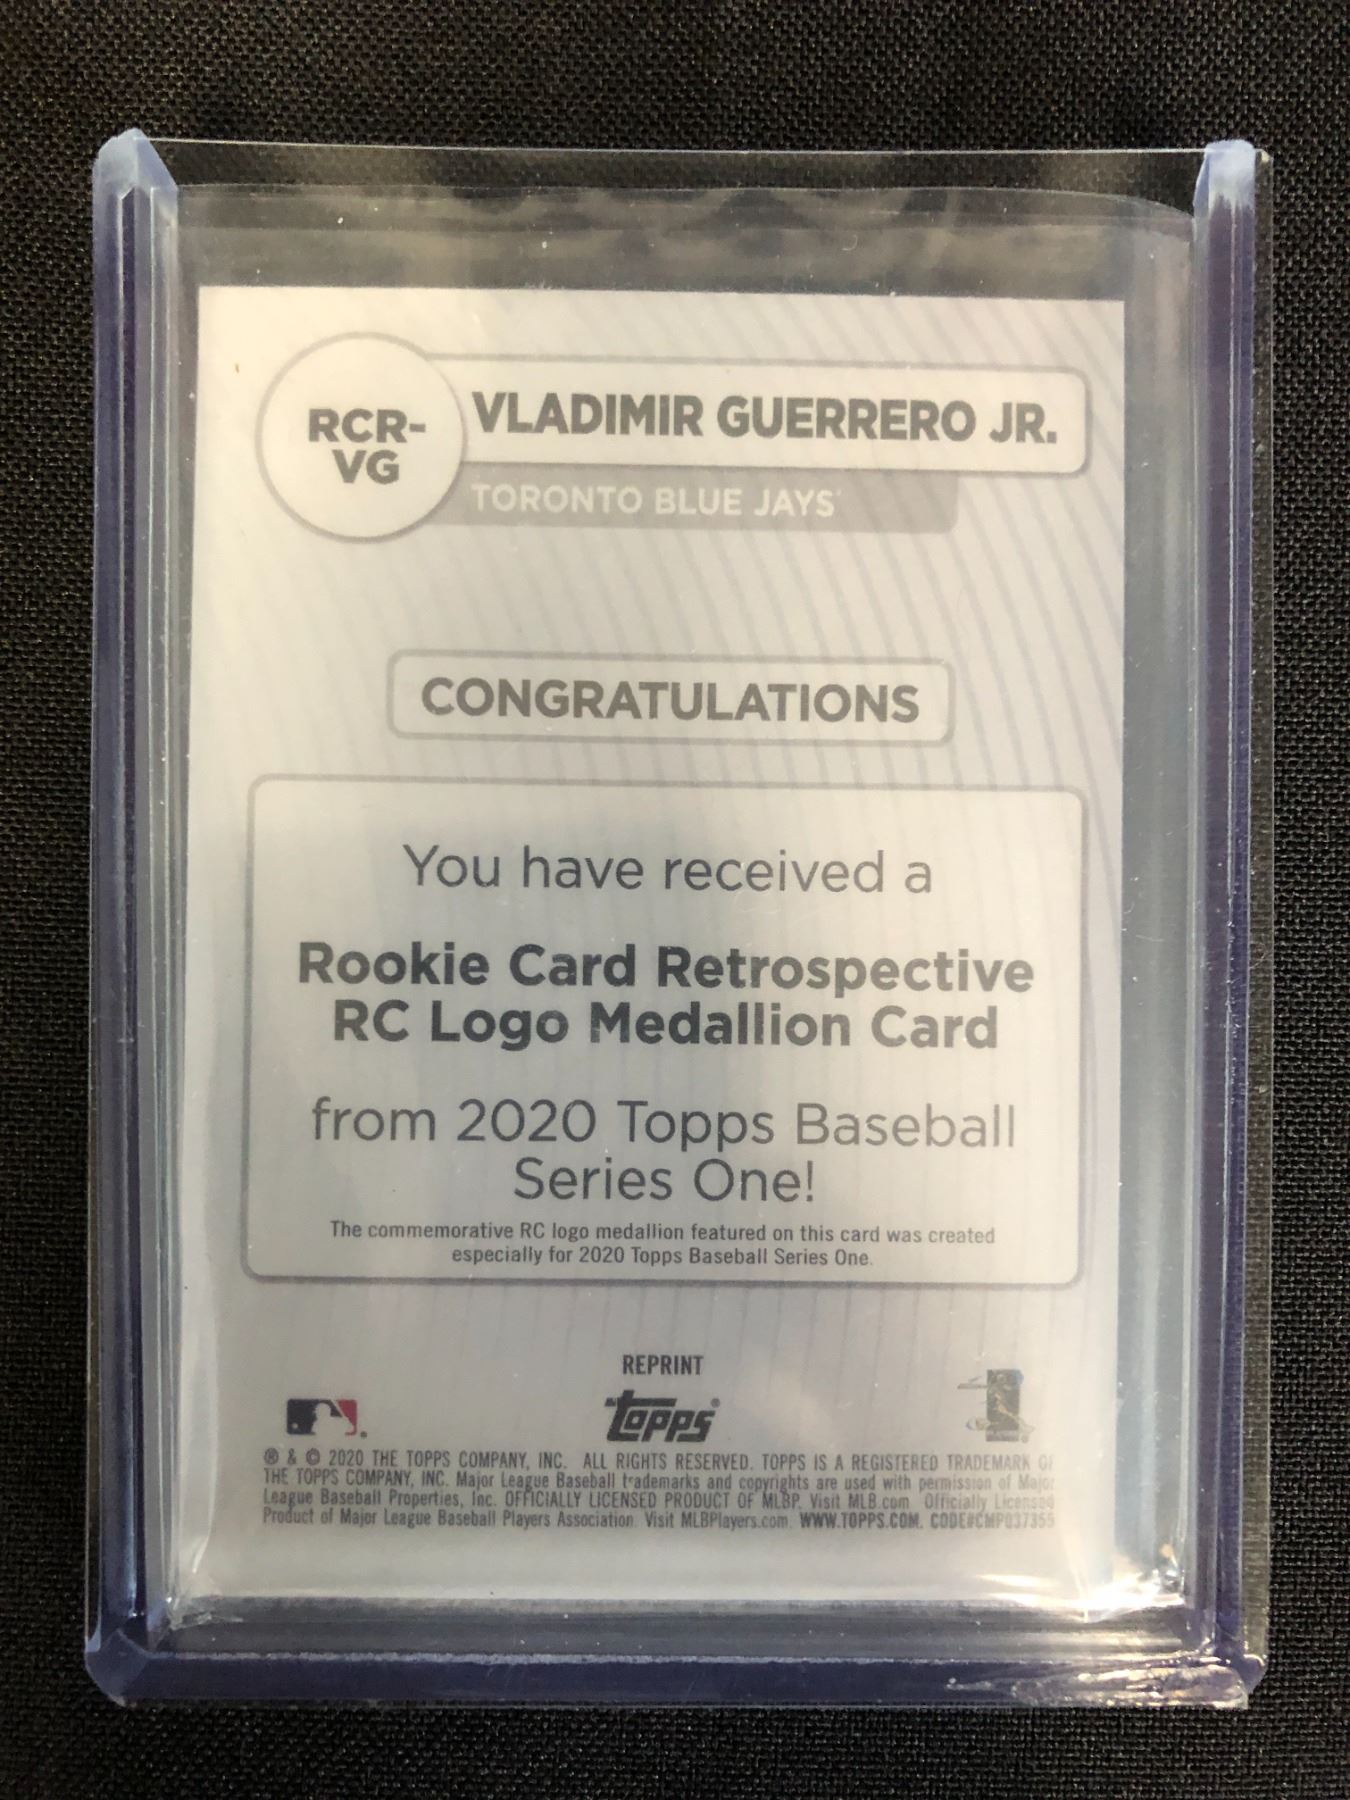 RCR-
VG
VLADIMIR GUERRERO JR.
TORONTO BLUE JAYS
CONGRATULATIONS
You have received a
Rookie Card Retrospective
RC Logo Medallion Card
from 2020 Topps Baseball
Series One!
The commemorative RC logo medallion featured on this card was created
especially for 2020 Topps Baseball Series One.
REPRINT
topps
® & © 2020 THE TOPPS COMPANY, INC. ALL RIGHTS RESERVED. TOPPS IS A REGISTERED TRADEMARK OF
THE TOPPS COMPANY, INC. Major League Baseball trademarks and copyrights are used with permission of Major
League Baseball Properties, Inc. OFFICIALLY LICENSED PRODUCT OF MLBP. Visit MLB.com. Officially Licensed
Product of Major League Baseball Players Association. Visit MLBPlayers.com. WWW.TOPPS.COM. CODE#CMP037355